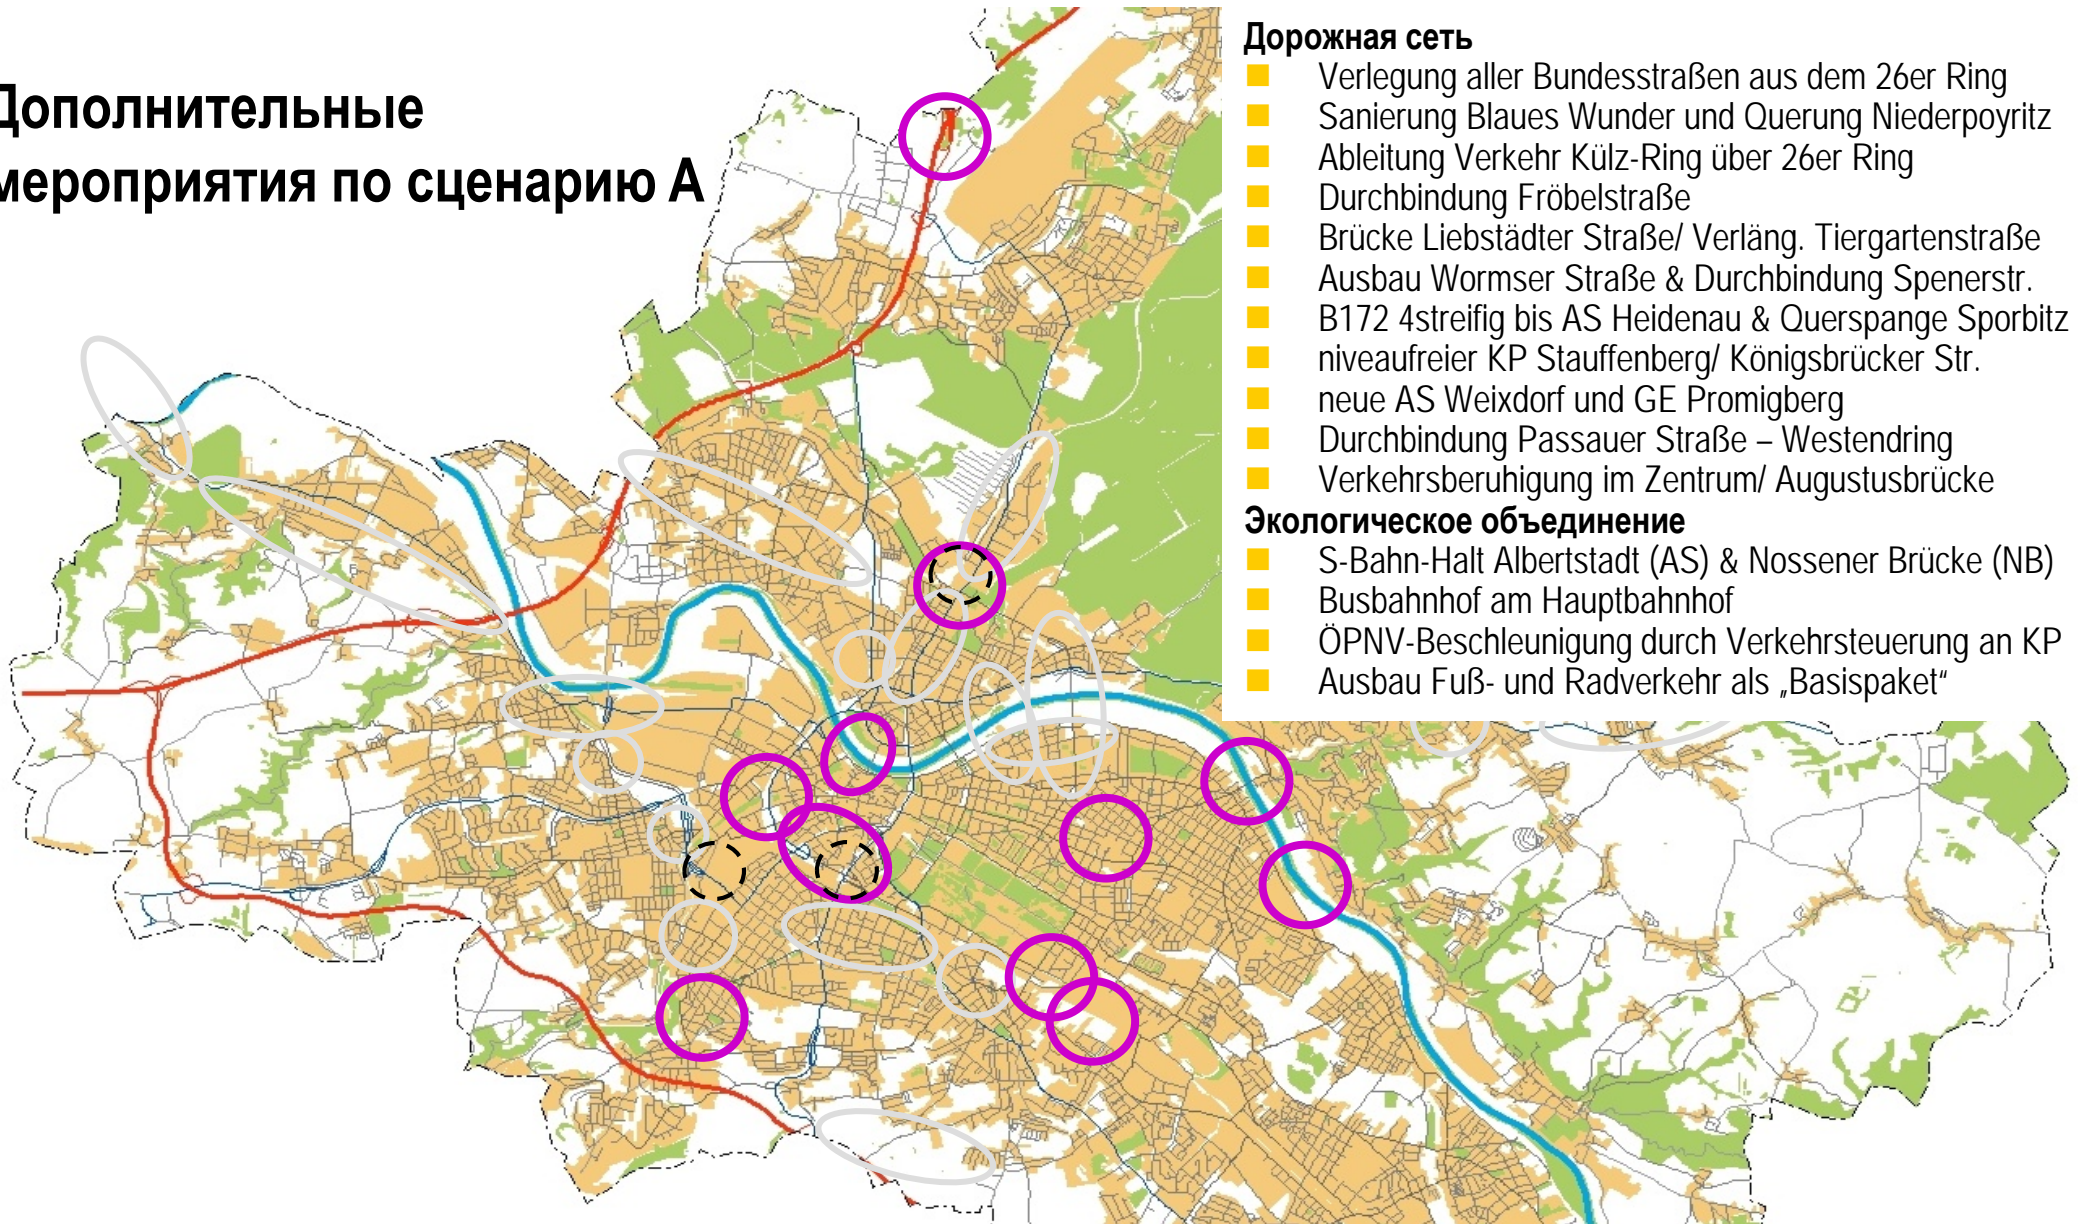 Дополнительные
мероприятия по сценарию А
Дорожная сеть
Verlegung aller Bundesstraßen aus dem 26er Ring
Sanierung Blaues Wunder und Querung Niederpoyritz
Ableitung Verkehr Külz-Ring über 26er Ring
Durchbindung Fröbelstraße
Brücke Liebstädter Straße/ Verläng. Tiergartenstraße
Ausbau Wormser Straße & Durchbindung Spenerstr.
B172 4streifig bis AS Heidenau & Querspange Sporbitz
niveaufreier KP Stauffenberg/ Königsbrücker Str.
neue AS Weixdorf und GE Promigberg
Durchbindung Passauer Straße – Westendring
Verkehrsberuhigung im Zentrum/ Augustusbrücke
Экологическое объединение
S-Bahn-Halt Albertstadt (AS) & Nossener Brücke (NB)
Busbahnhof am Hauptbahnhof
ÖPNV-Beschleunigung durch Verkehrsteuerung an KP
Ausbau Fuß- und Radverkehr als „Basispaket“